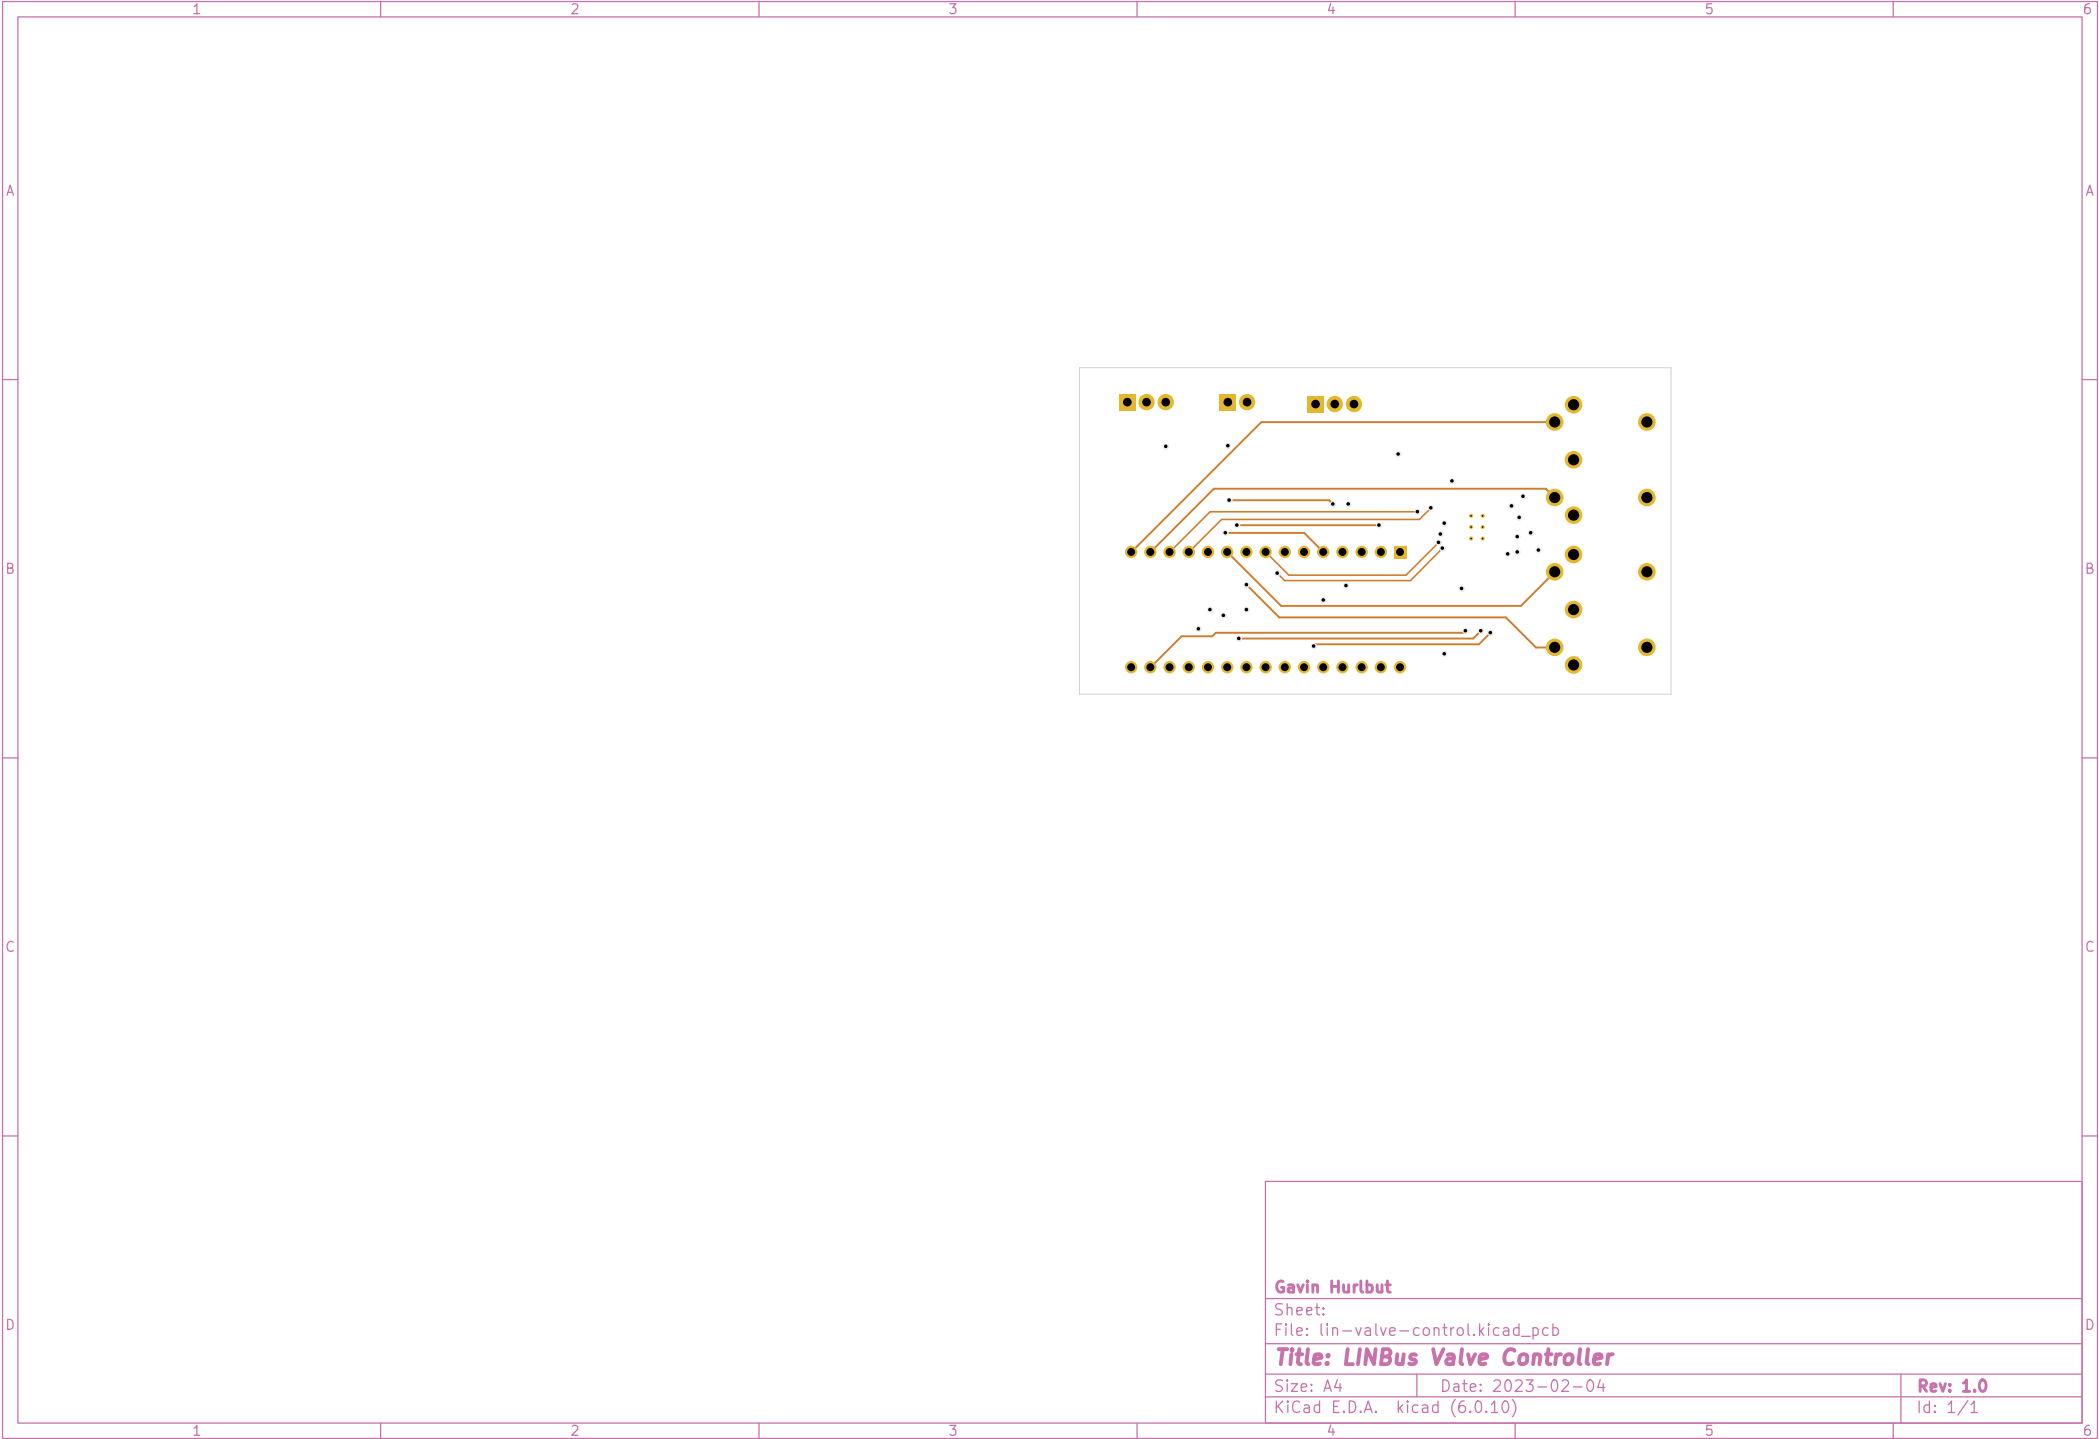 1 2 3 4 5 6
A A
B B
C C
D D
Gavin Hurlbut
Sheet:
File: lin-valve-control.kicad_pcb
Title: LINBus Valve Controller
Size: A4 Date: 2023-02-04 Rev: 1.0
KiCad E.D.A. kicad (6.0.10) Id: 1/1
1 2 3 4 5 6